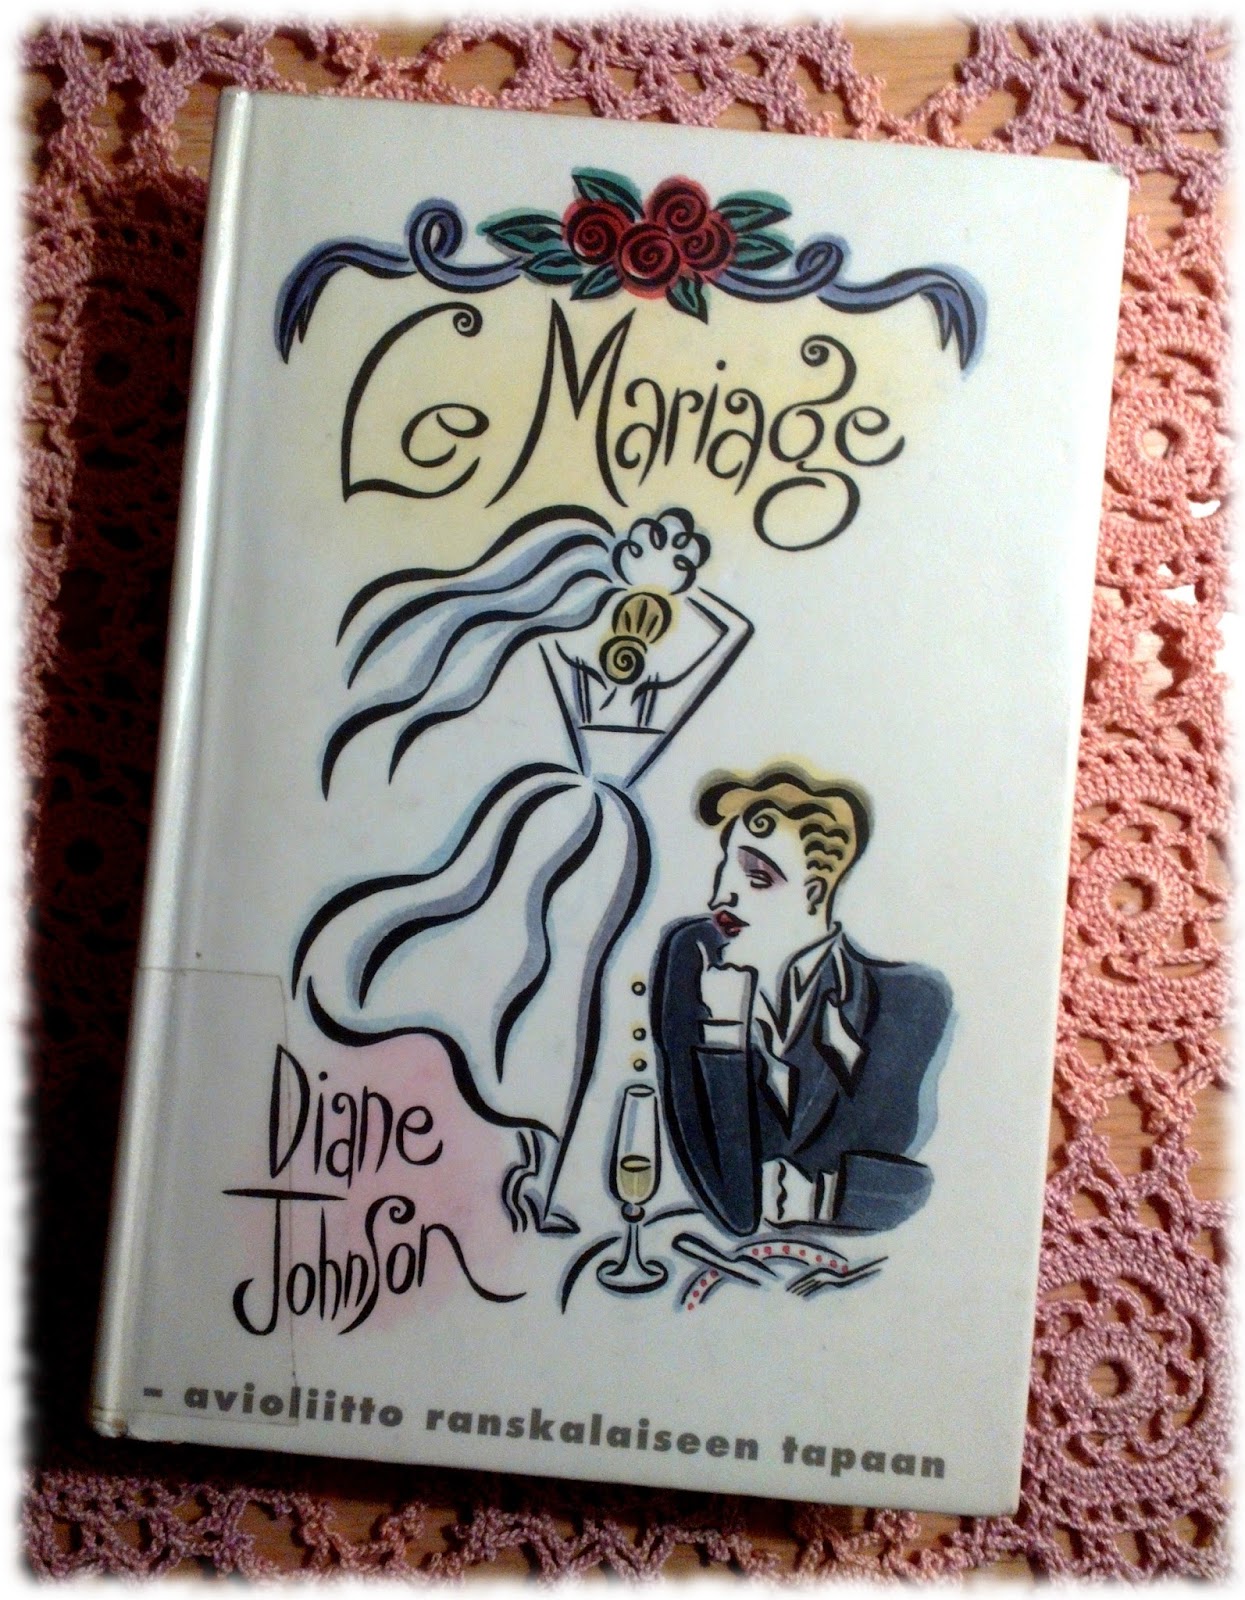 Le Mariage
Diane
Johnson
– avioliitto ranskalaiseen tapaan